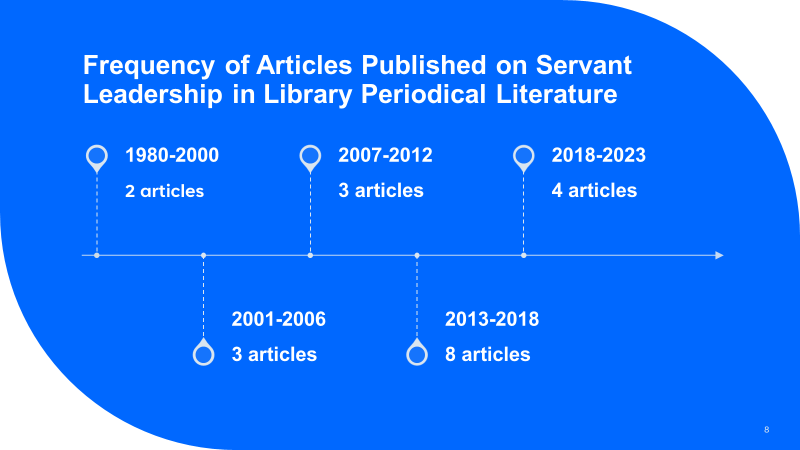 Frequency of Articles Published on Servant
Leadership in Library Periodical Literature
1980-2000
2 articles
2007-2012
3 articles
2018-2023
4 articles
2001-2006
3 articles
2013-2018
8 articles
8